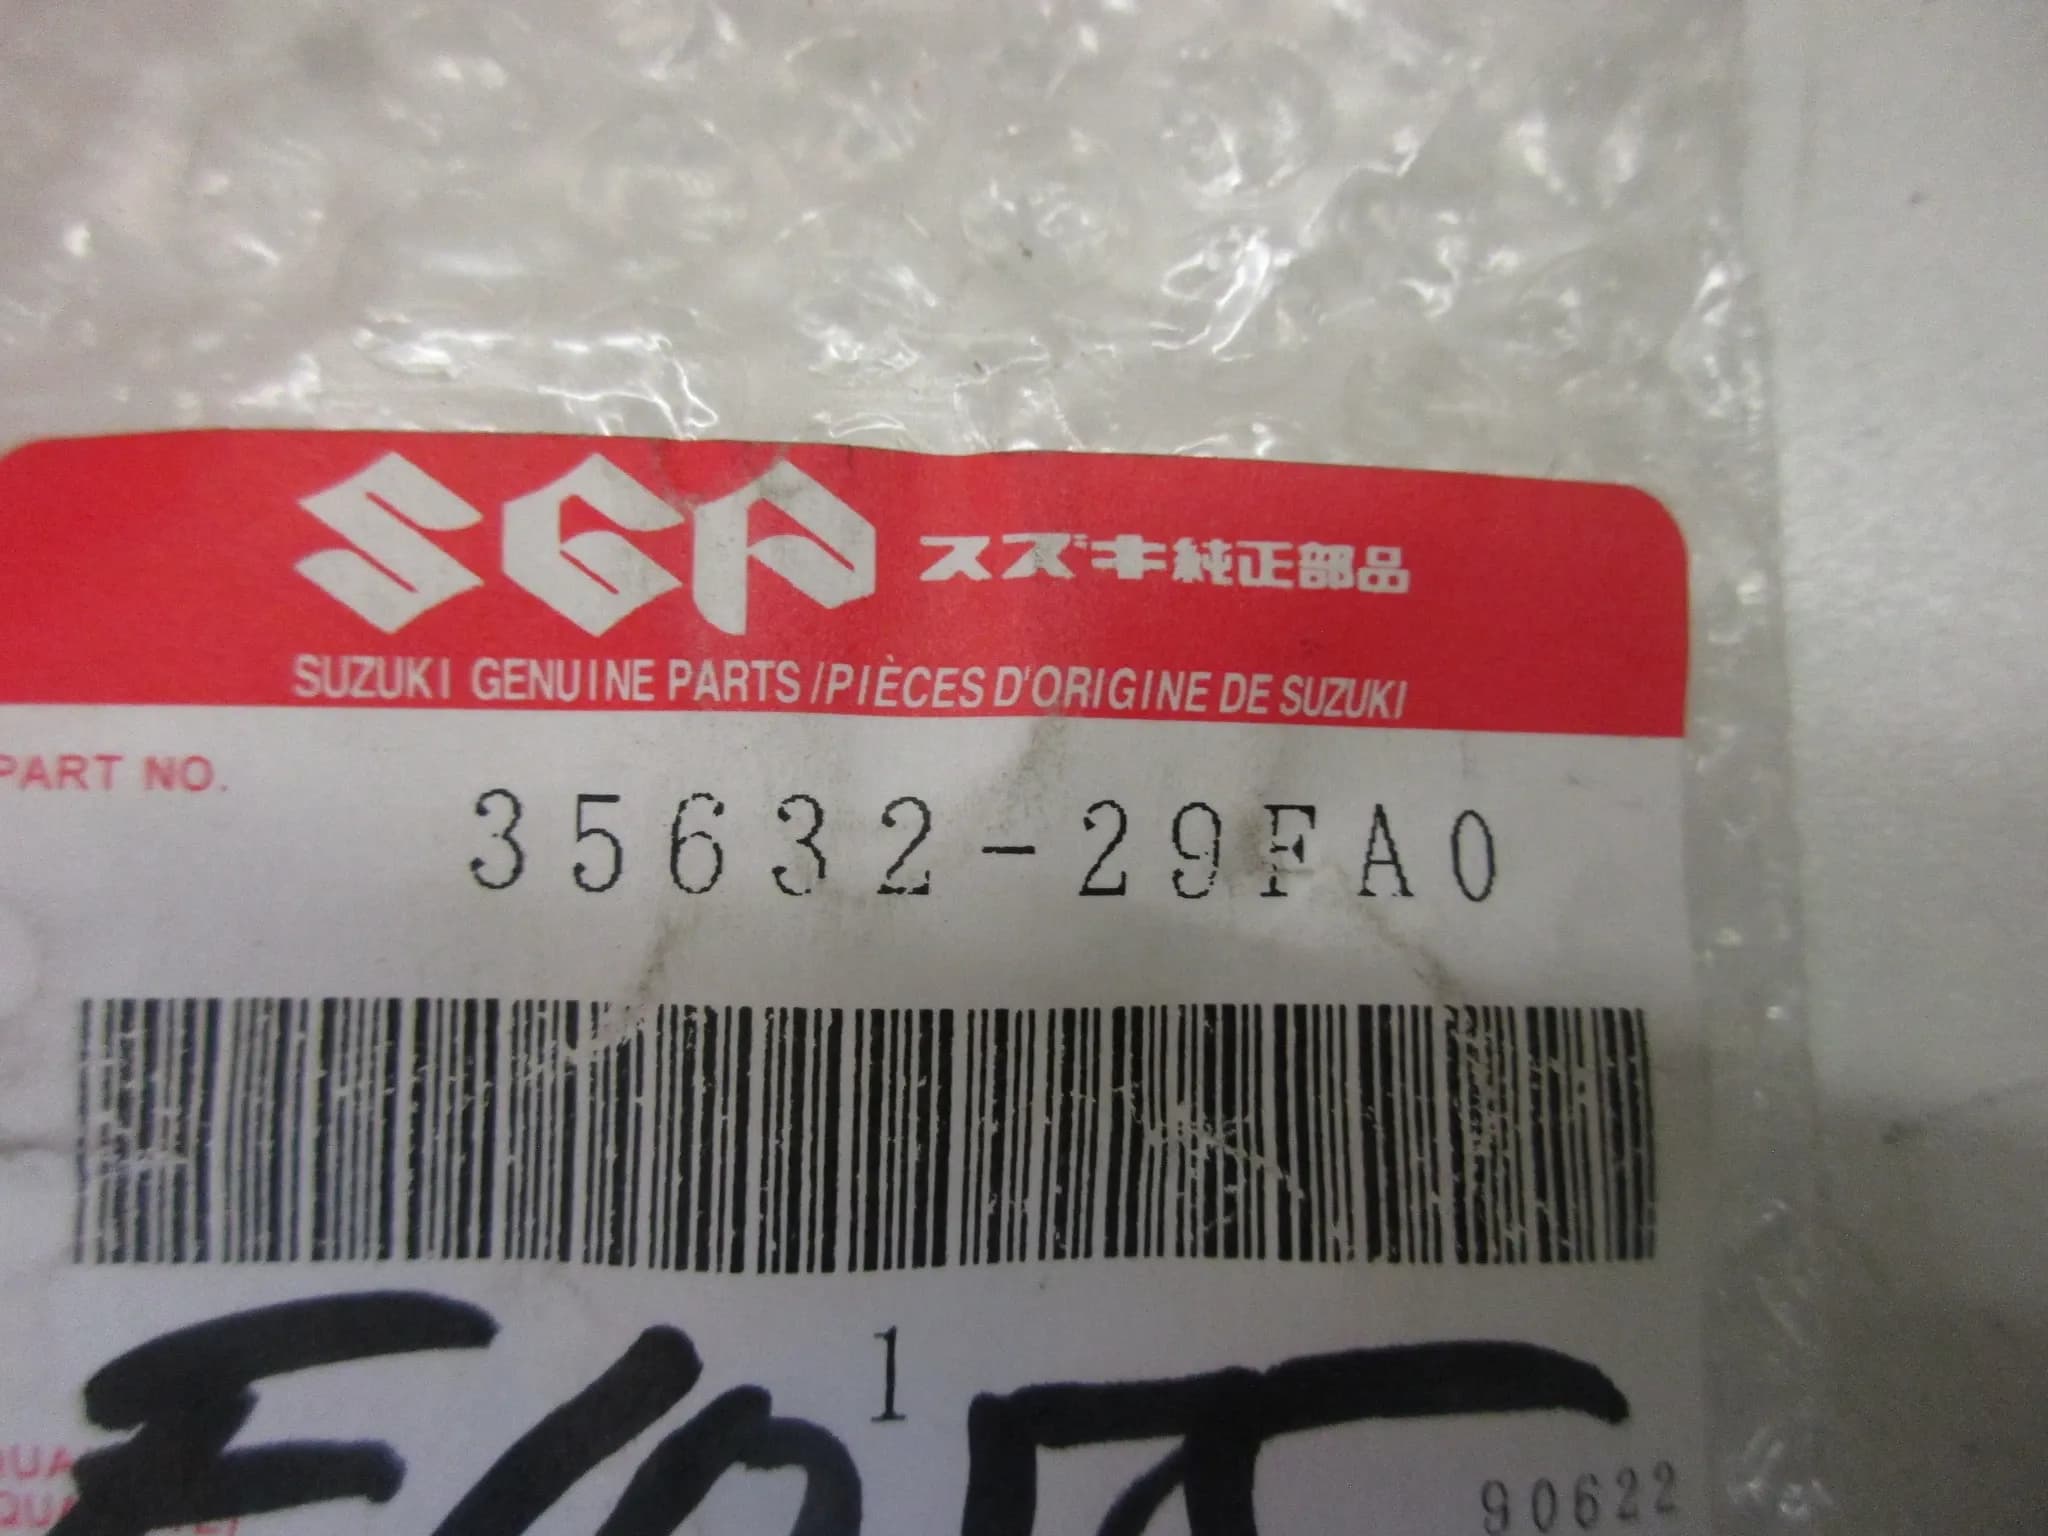 SGP スズキ純正部品
SUZUKI GENUINE PARTS / PIÈCES D'ORIGINE DE SUZUKI
PART NO.
35632-29FA0
1
90622